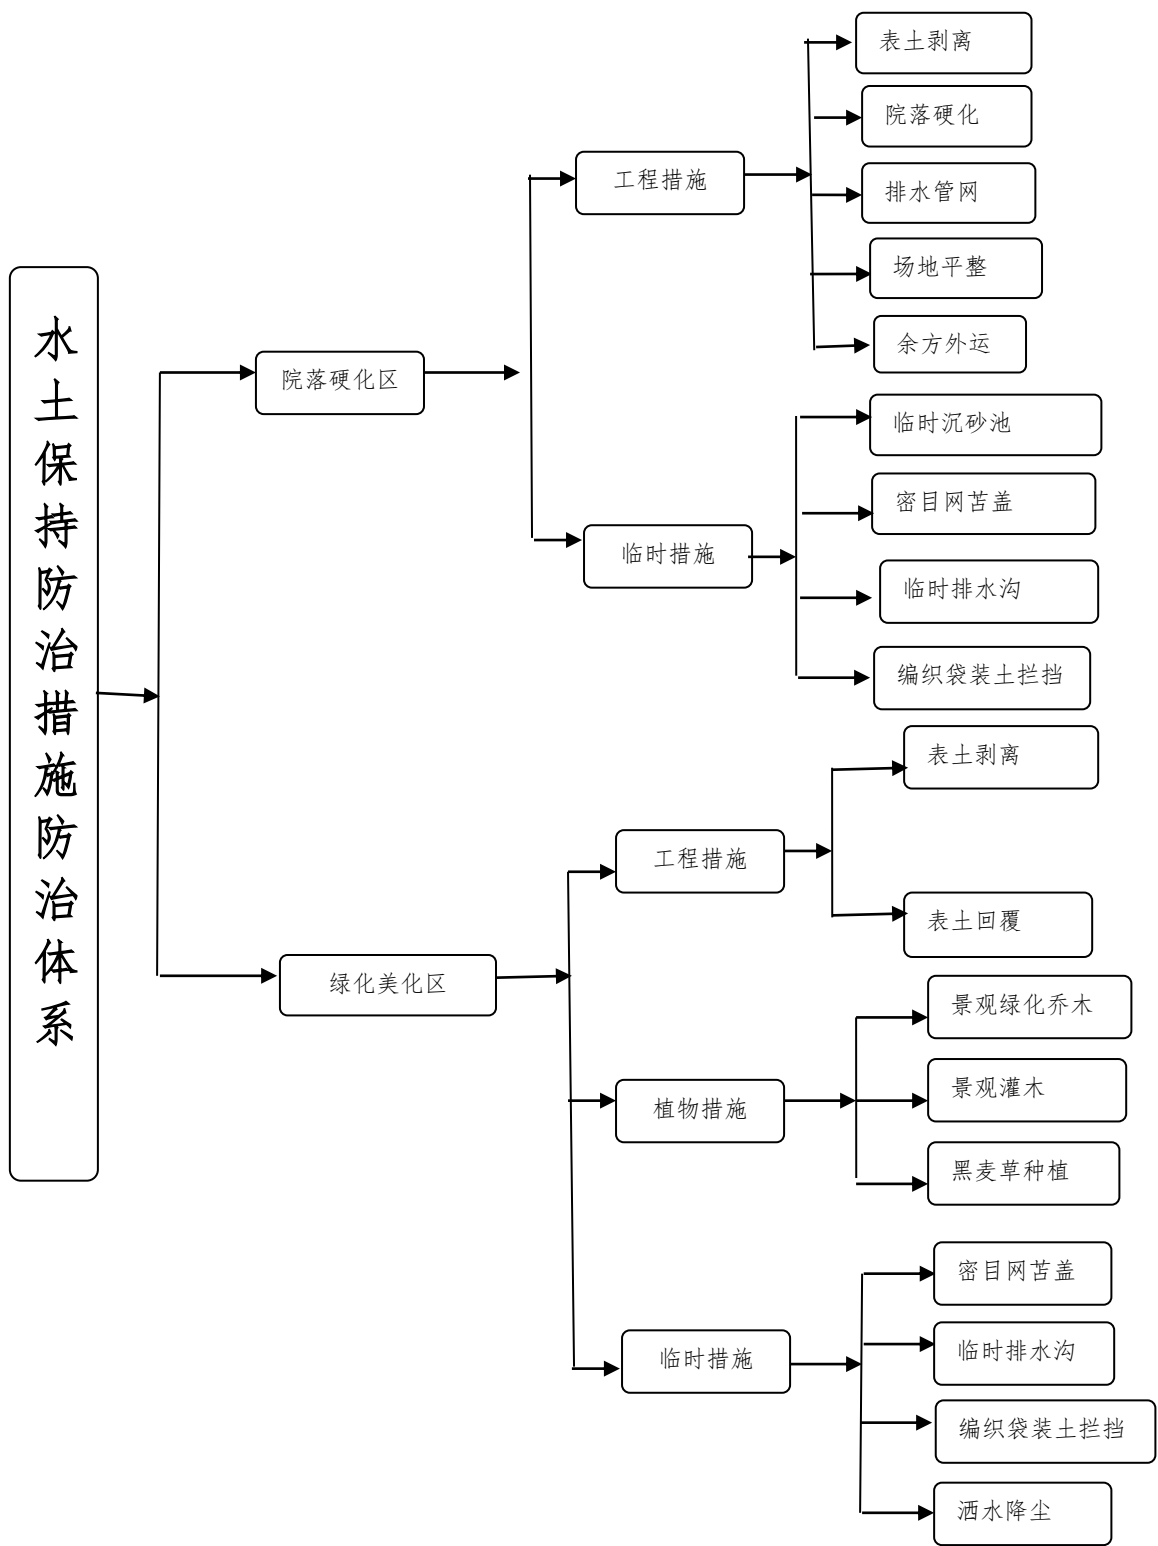 水土保持防治措施防治体系
院落硬化区
工程措施
表土剥离
院落硬化
排水管网
场地平整
余方外运
临时措施
临时沉砂池
密目网苫盖
临时排水沟
编织袋装土拦挡
绿化美化区
工程措施
表土剥离
表土回覆
植物措施
景观绿化乔木
景观灌木
黑麦草种植
临时措施
密目网苫盖
临时排水沟
编织袋装土拦挡
洒水降尘